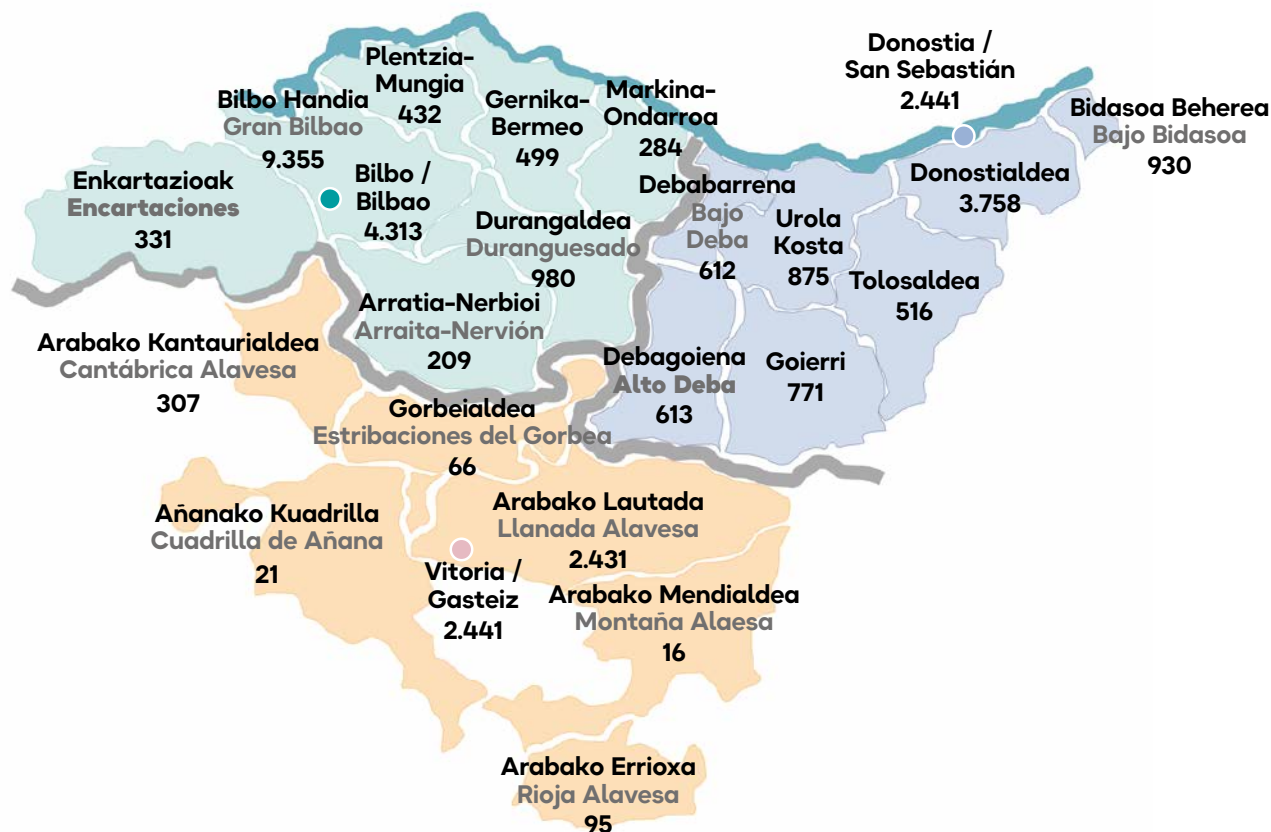 Plentzia-
Mungia
432
Bilbo Handia
Gran Bilbao
9.355
Gernika-
Bermeo
499
Markina-
Ondarroa
284
Donostia /
San Sebastián
2.441
Bidasoa Beherea
Bajo Bidasoa
930
Enkartazioak
Encartaciones
331
Bilbo /
Bilbao
4.313
Durangaldea
Duranguesado
980
Debabarrena
Bajo
Deba
612
Urola
Kosta
875
Donostialdea
3.758
Tolosaldea
516
Arratia-Nerbioi
Arraita-Nervión
209
Arabako Kantaurialdea
Cantábrica Alavesa
307
Debagoiena
Alto Deba
613
Goierri
771
Gorbeialdea
Estribaciones del Gorbea
66
Añanako Kuadrilla
Cuadrilla de Añana
21
Arabako Lautada
Llanada Alavesa
2.431
Vitoria /
Gasteiz
2.441
Arabako Mendialdea
Montaña Alaesa
16
Arabako Errioxa
Rioja Alavesa
95